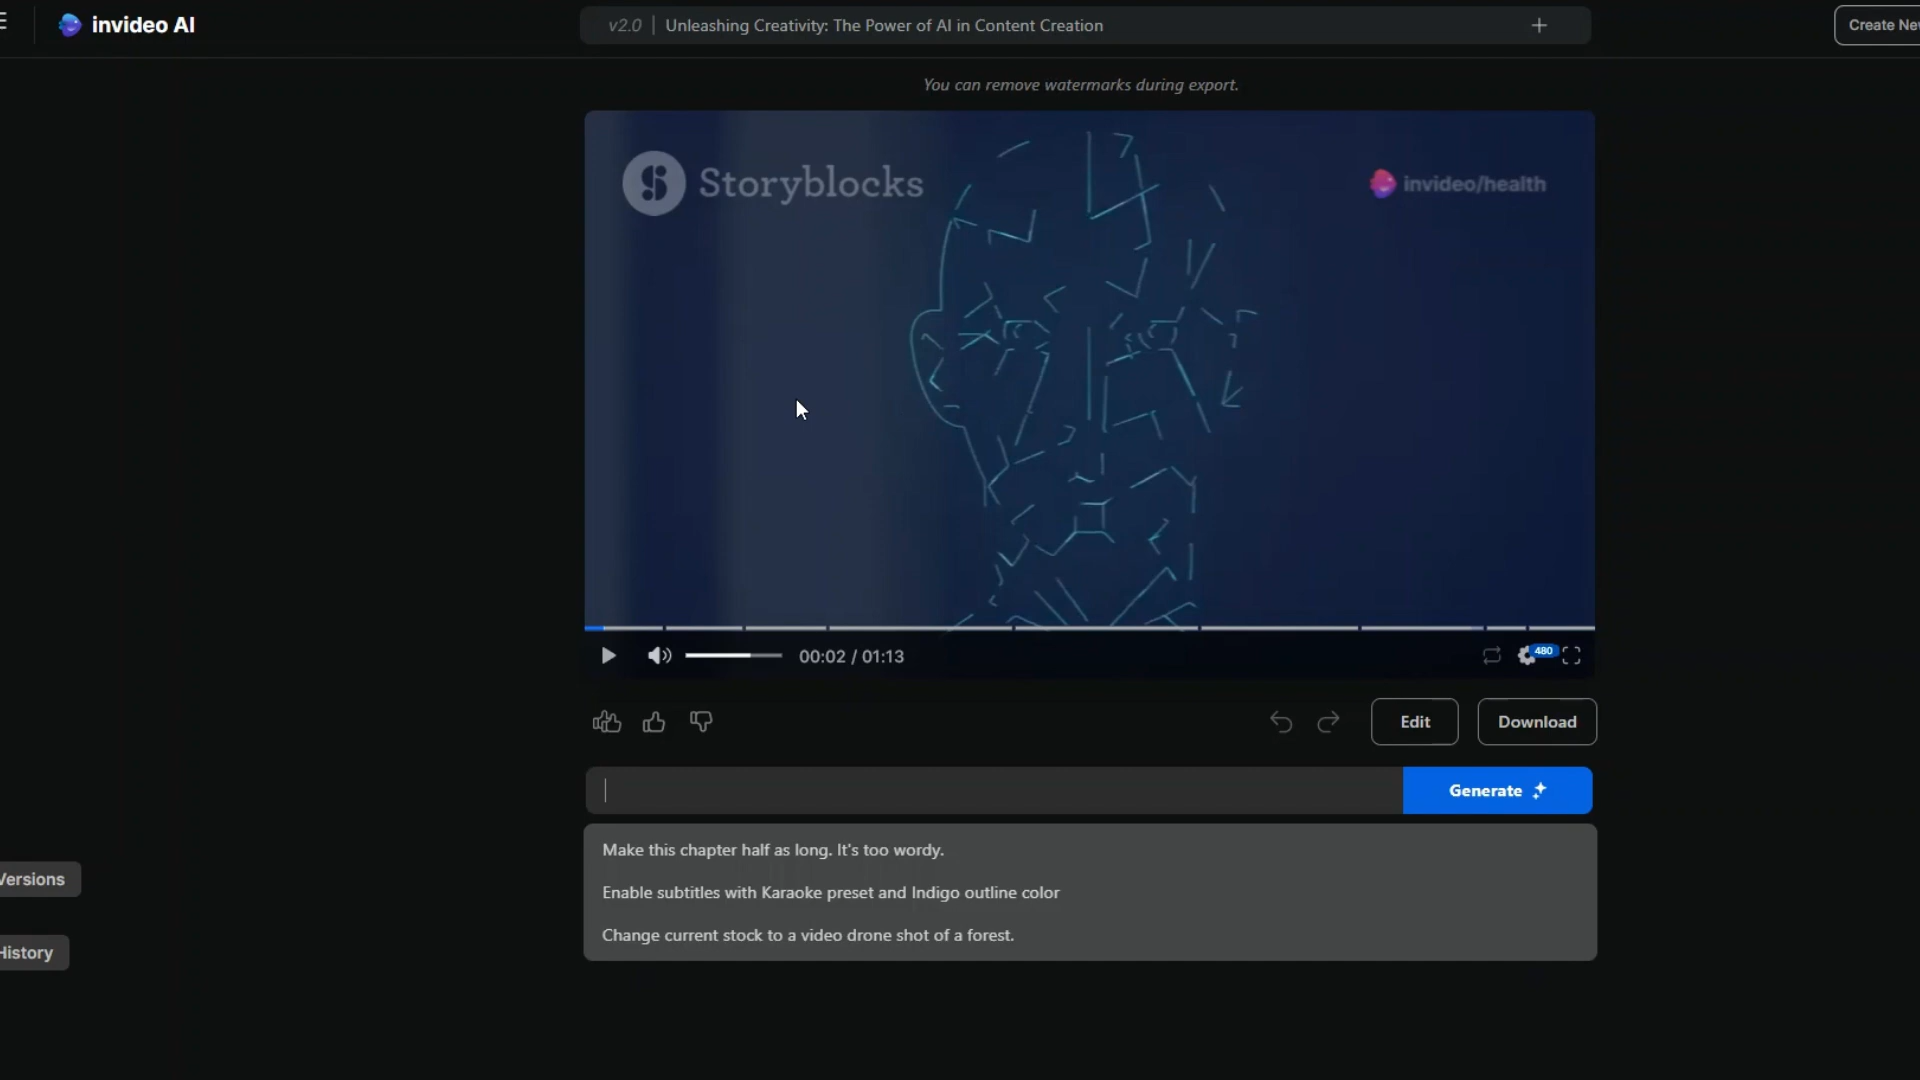 invideo AI
v2.0 | Unleashing Creativity: The Power of AI in Content Creation
Create Ne
You can remove watermarks during export.
Storyblocks
invideo/health
00:02 / 01:13
480
Edit
Download
Generate
Make this chapter half as long. It's too wordy.
Enable subtitles with Karaoke preset and Indigo outline color
Versions
Change current stock to a video drone shot of a forest.
History